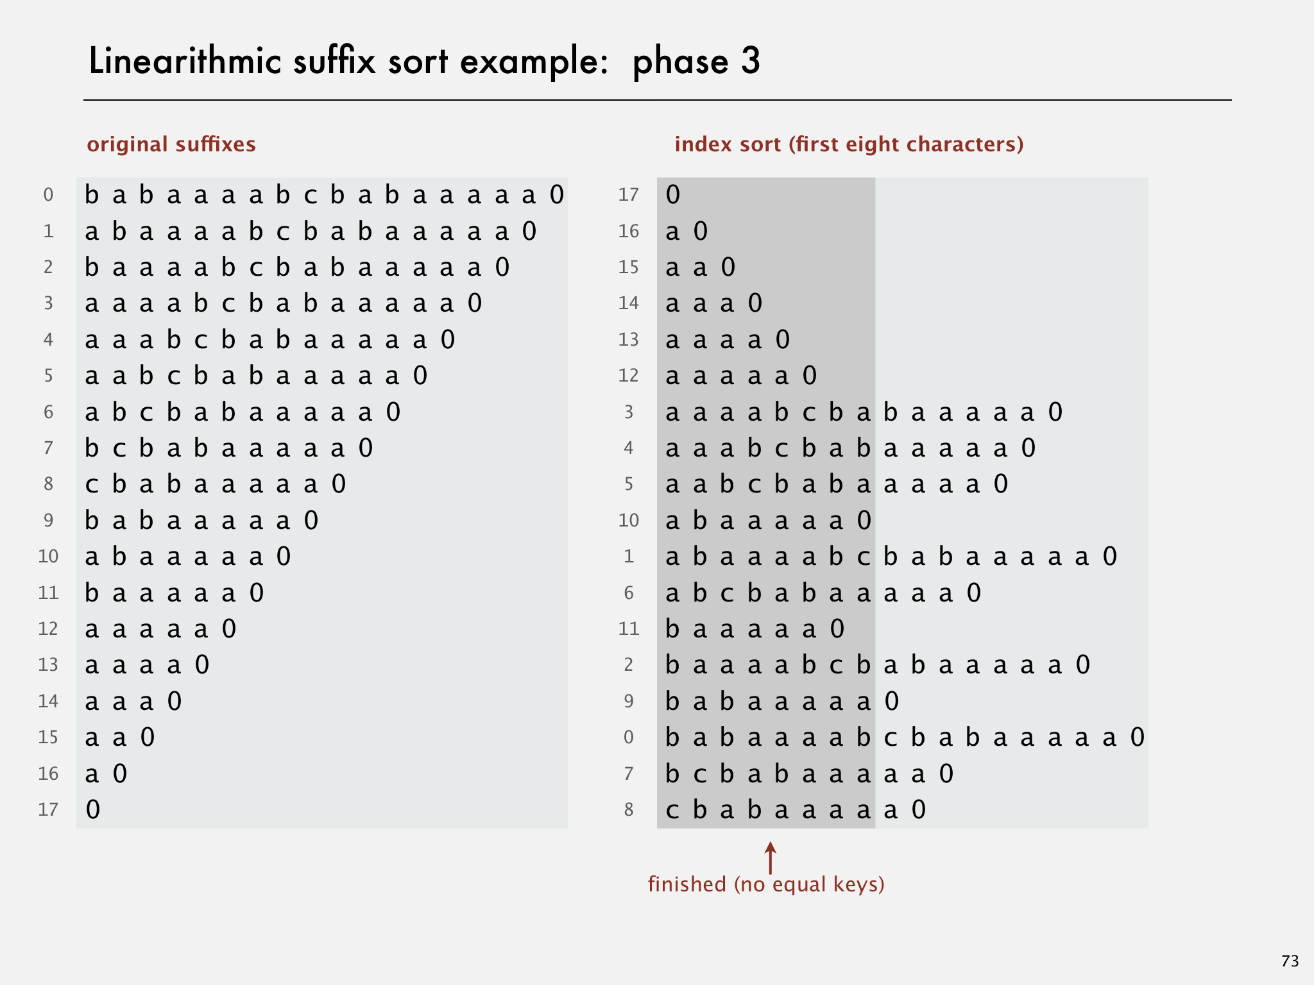 Linearithmic suffix sort example:  phase 3
original suffixes
0 b a b a a a a b c b a b a a a a a 0
1 a b a a a a b c b a b a a a a a 0
2 b a a a a b c b a b a a a a a 0
3 a a a a b c b a b a a a a a 0
4 a a a b c b a b a a a a a 0
5 a a b c b a b a a a a a 0
6 a b c b a b a a a a a 0
7 b c b a b a a a a a 0
8 c b a b a a a a a 0
9 b a b a a a a a 0
10 a b a a a a a 0
11 b a a a a a 0
12 a a a a a 0
13 a a a a 0
14 a a a 0
15 a a 0
16 a 0
17 0
index sort (first eight characters)
17 0
16 a 0
15 a a 0
14 a a a 0
13 a a a a 0
12 a a a a a 0
3 a a a a b c b a b a a a a a 0
4 a a a b c b a b a a a a a 0
5 a a b c b a b a a a a a 0
10 a b a a a a a 0
1 a b a a a a b c b a b a a a a a 0
6 a b c b a b a a a a a 0
11 b a a a a a 0
2 b a a a a b c b a b a a a a a 0
9 b a b a a a a a 0
0 b a b a a a a b c b a b a a a a a 0
7 b c b a b a a a a a 0
8 c b a b a a a a a 0
finished (no equal keys)
73